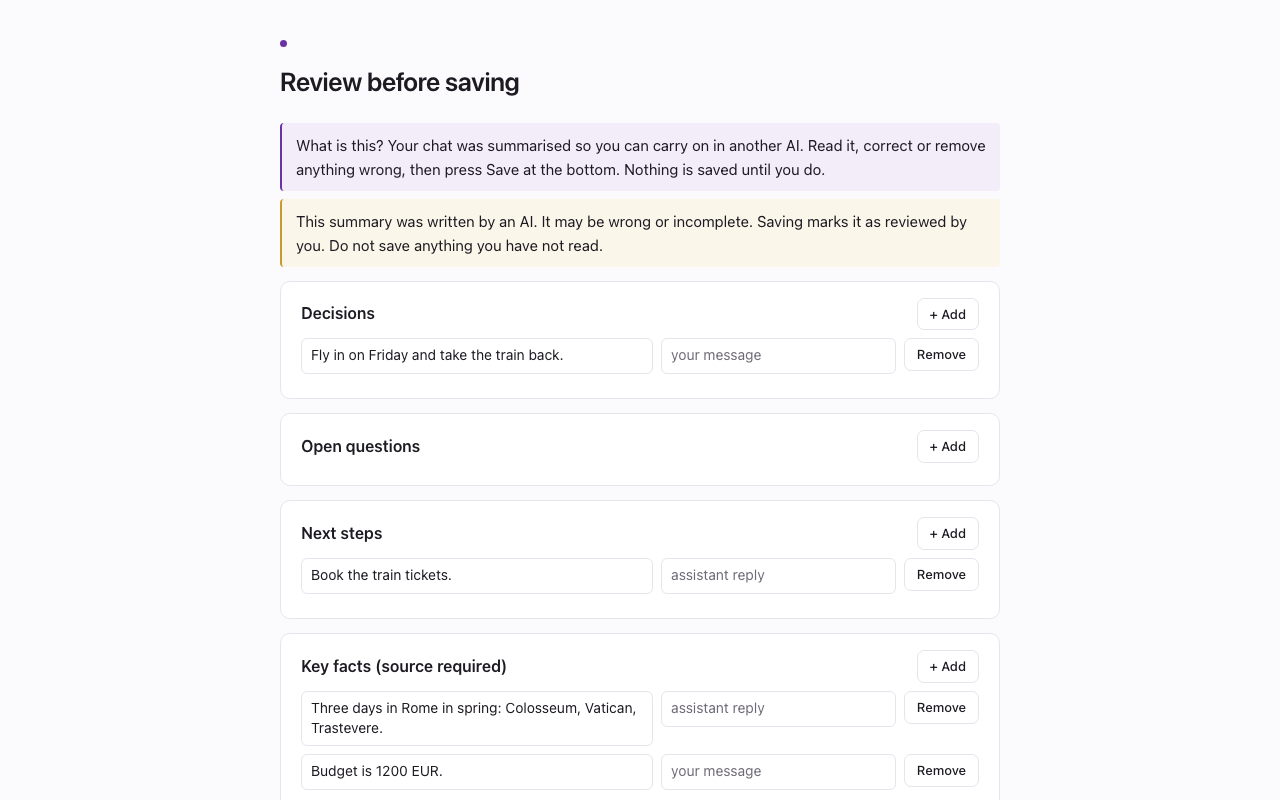 Review before saving
What is this? Your chat was summarised so you can carry on in another AI. Read it, correct or remove
anything wrong, then press Save at the bottom. Nothing is saved until you do.
This summary was written by an AI. It may be wrong or incomplete. Saving marks it as reviewed by
you. Do not save anything you have not read.
Decisions
+ Add
Fly in on Friday and take the train back.
your message
Remove
Open questions
+ Add
Next steps
+ Add
Book the train tickets.
assistant reply
Remove
Key facts (source required)
+ Add
Three days in Rome in spring: Colosseum, Vatican,
Trastevere.
assistant reply
Remove
Budget is 1200 EUR.
your message
Remove